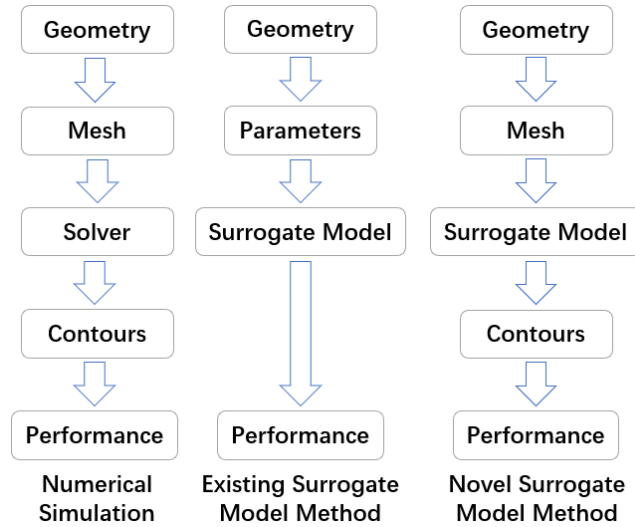 Geometry
Mesh
Solver
Contours
Performance
Numerical
Simulation
Geometry
Parameters
Surrogate Model
Performance
Existing Surrogate
Model Method
Geometry
Mesh
Surrogate Model
Contours
Performance
Novel Surrogate
Model Method